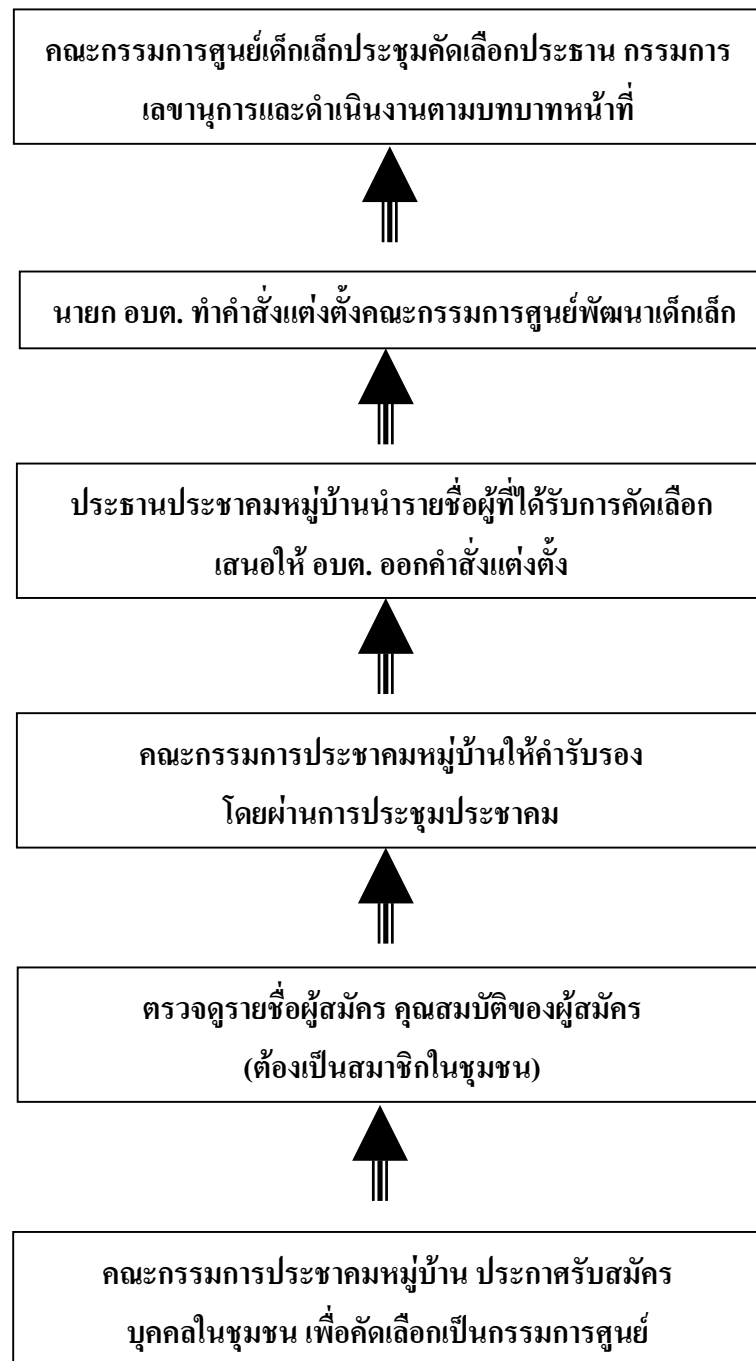 คณะกรรมการศูนย์เด็กเล็กประชุมคัดเลือกประธาน กรรมการ
เลขานุการและดำเนินงานตามบทบาทหน้าที่
นายก อบต. ทำคำสั่งแต่งตั้งคณะกรรมการศูนย์พัฒนาเด็กเล็ก
ประธานประชาคมหมู่บ้านนำรายชื่อผู้ที่ได้รับการคัดเลือก
เสนอให้ อบต. ออกคำสั่งแต่งตั้ง
คณะกรรมการประชาคมหมู่บ้านให้คำรับรอง
โดยผ่านการประชุมประชาคม
ตรวจดูรายชื่อผู้สมัคร คุณสมบัติของผู้สมัคร
(ต้องเป็นสมาชิกในชุมชน)
คณะกรรมการประชาคมหมู่บ้าน ประกาศรับสมัคร
บุคคลในชุมชน เพื่อคัดเลือกเป็นกรรมการศูนย์